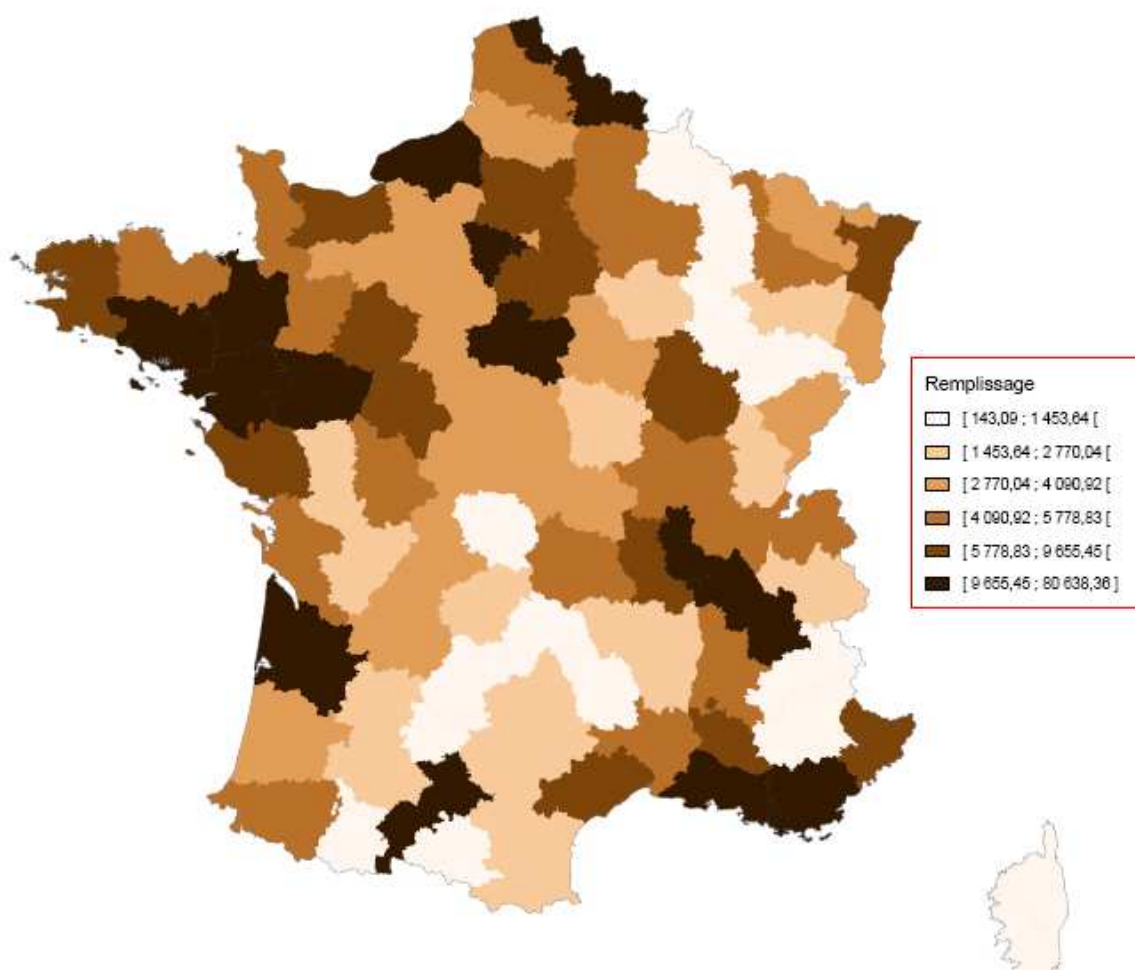 Remplissage
[ 143,09 ; 1 453,64 [
[ 1 453,64 ; 2 770,04 [
[ 2 770,04 ; 4 090,92 [
[ 4 090,92 ; 5 778,83 [
[ 5 778,83 ; 9 655,45 [
[ 9 655,45 ; 80 638,36 ]